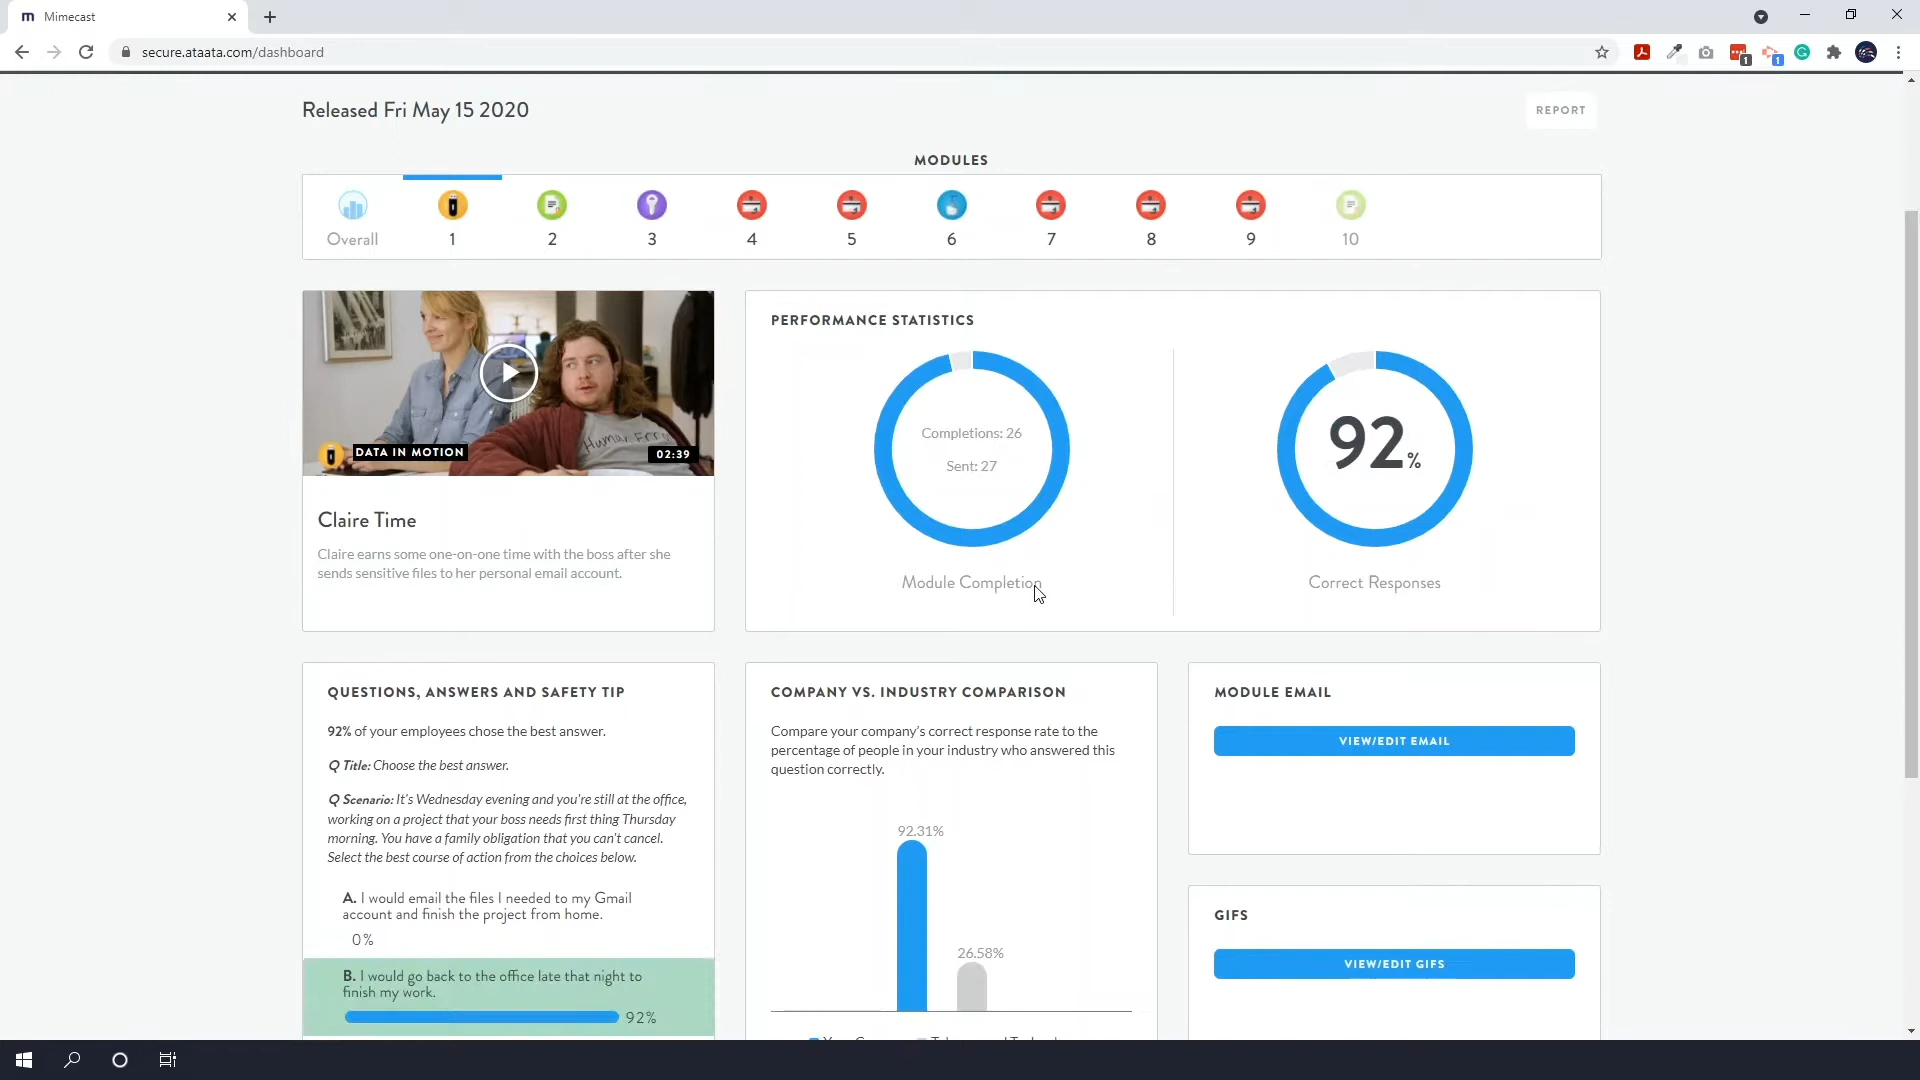 Mimecast
secure.ataata.com/dashboard
1
1
Released Fri May 15 2020
REPORT
MODULES
Overall
1
2
3
4
5
6
7
8
9
10
DATA IN MOTION
02:39
Claire Time
Claire earns some one-on-one time with the boss after she
sends sensitive files to her personal email account.
PERFORMANCE STATISTICS
Completions: 26
Sent: 27
Module Completion
92%
Correct Responses
QUESTIONS, ANSWERS AND SAFETY TIP
92% of your employees chose the best answer.
Q Title: Choose the best answer.
Q Scenario: It's Wednesday evening and you're still at the office,
working on a project that your boss needs first thing Thursday
morning. You have a family obligation that you can't cancel.
Select the best course of action from the choices below.
A. I would email the files I needed to my Gmail
account and finish the project from home.
0%
B. I would go back to the office late that night to
finish my work.
92%
COMPANY VS. INDUSTRY COMPARISON
Compare your company's correct response rate to the
percentage of people in your industry who answered this
question correctly.
92.31%
26.58%
MODULE EMAIL
VIEW/EDIT EMAIL
GIFS
VIEW/EDIT GIFS